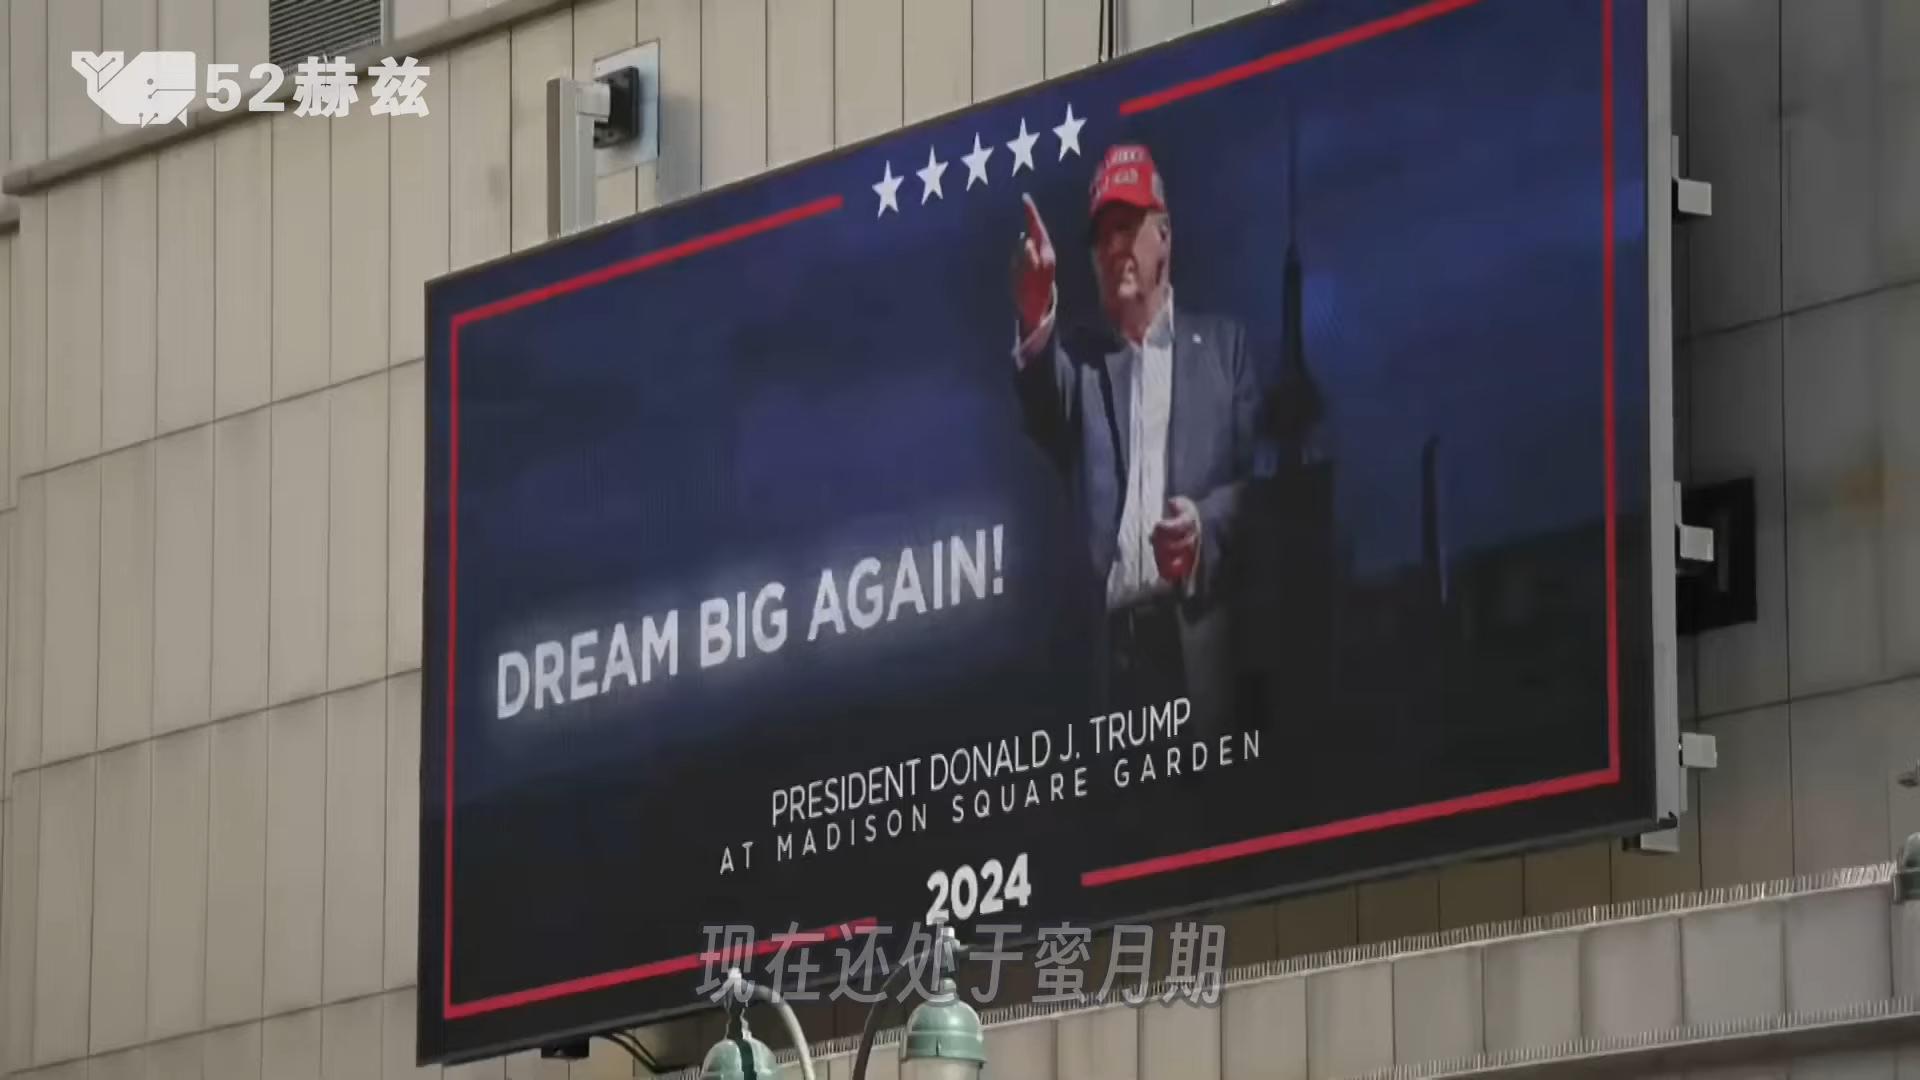 52赫兹
DREAM BIG AGAIN!
PRESIDENT DONALD J. TRUMP
AT MADISON SQUARE GARDEN
2024
现在还处于蜜月期